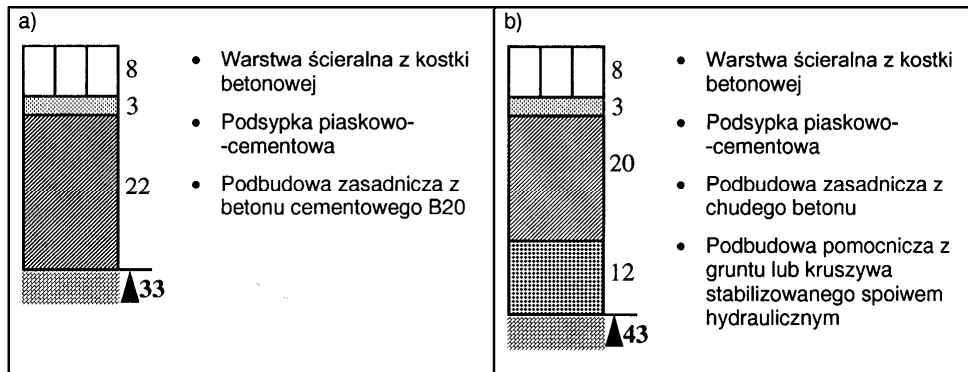 a)
8
3
22
33
• Warstwa ścieralna z kostki
betonowej
• Podsypka piaskowo-
-cementowa
• Podbudowa zasadnicza z
betonu cementowego B20
b)
8
3
20
12
43
• Warstwa ścieralna z kostki
betonowej
• Podsypka piaskowo-
-cementowa
• Podbudowa zasadnicza z
chudego betonu
• Podbudowa pomocnicza z
gruntu lub kruszywa
stabilizowanego spoiwem
hydraulicznym